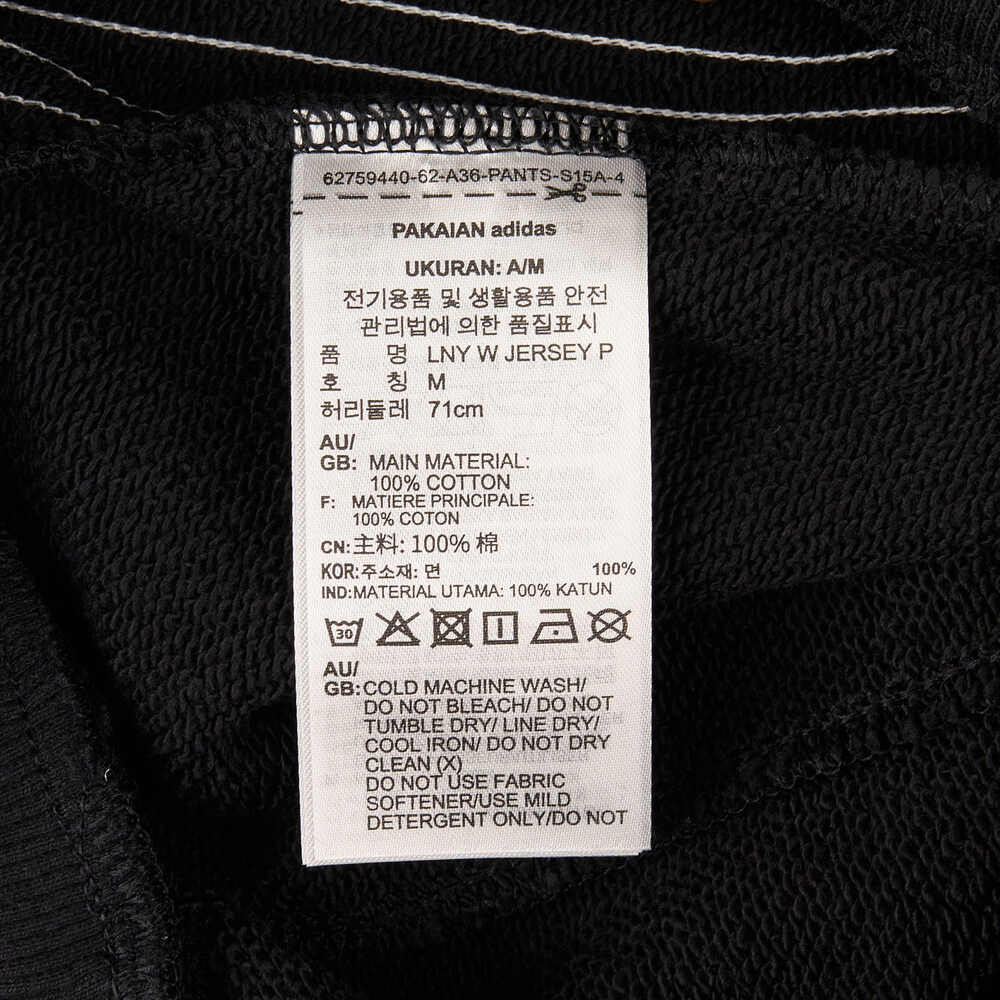 62759440-62-A36-PANTS-S15A-4
PAKAIAN adidas
UKURAN: A/M
전기용품 및 생활용품 안전
관리법에 의한 품질표시
품 명 LNY W JERSEY P
호 칭 M
허리둘레 71cm
AU/
GB: MAIN MATERIAL:
100% COTTON
F: MATIERE PRINCIPALE:
100% COTON
CN:主料: 100% 棉
KOR:주소재: 면 100%
IND:MATERIAL UTAMA: 100% KATUN
30
AU/
GB:COLD MACHINE WASH/
DO NOT BLEACH/ DO NOT
TUMBLE DRY/ LINE DRY/
COOL IRON/ DO NOT DRY
CLEAN (X)
DO NOT USE FABRIC
SOFTENER/USE MILD
DETERGENT ONLY/DO NOT